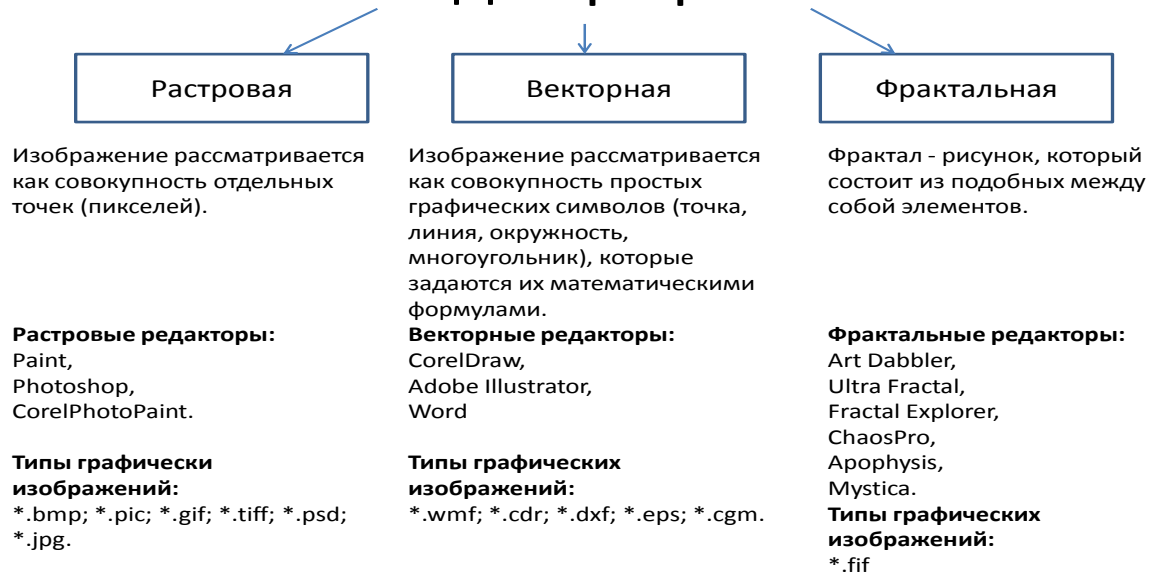 Растровая
Векторная
Фрактальная
Изображение рассматривается
как совокупность отдельных
точек (пикселей).
Изображение рассматривается
как совокупность простых
графических символов (точка,
линия, окружность,
многоугольник), которые
задаются их математическими
формулами.
Фрактал - рисунок, который
состоит из подобных между
собой элементов.
Растровые редакторы:
Paint,
Photoshop,
CorelPhotoPaint.
Типы графически
изображений:
*.bmp; *.pic; *.gif; *.tiff; *.psd;
*.jpg.
Векторные редакторы:
CorelDraw,
Adobe Illustrator,
Word
Типы графических
изображений:
*.wmf; *.cdr; *.dxf; *.eps; *.cgm.
Фрактальные редакторы:
Art Dabbler,
Ultra Fractal,
Fractal Explorer,
ChaosPro,
Apophysis,
Mystica.
Типы графических
изображений:
*.fif